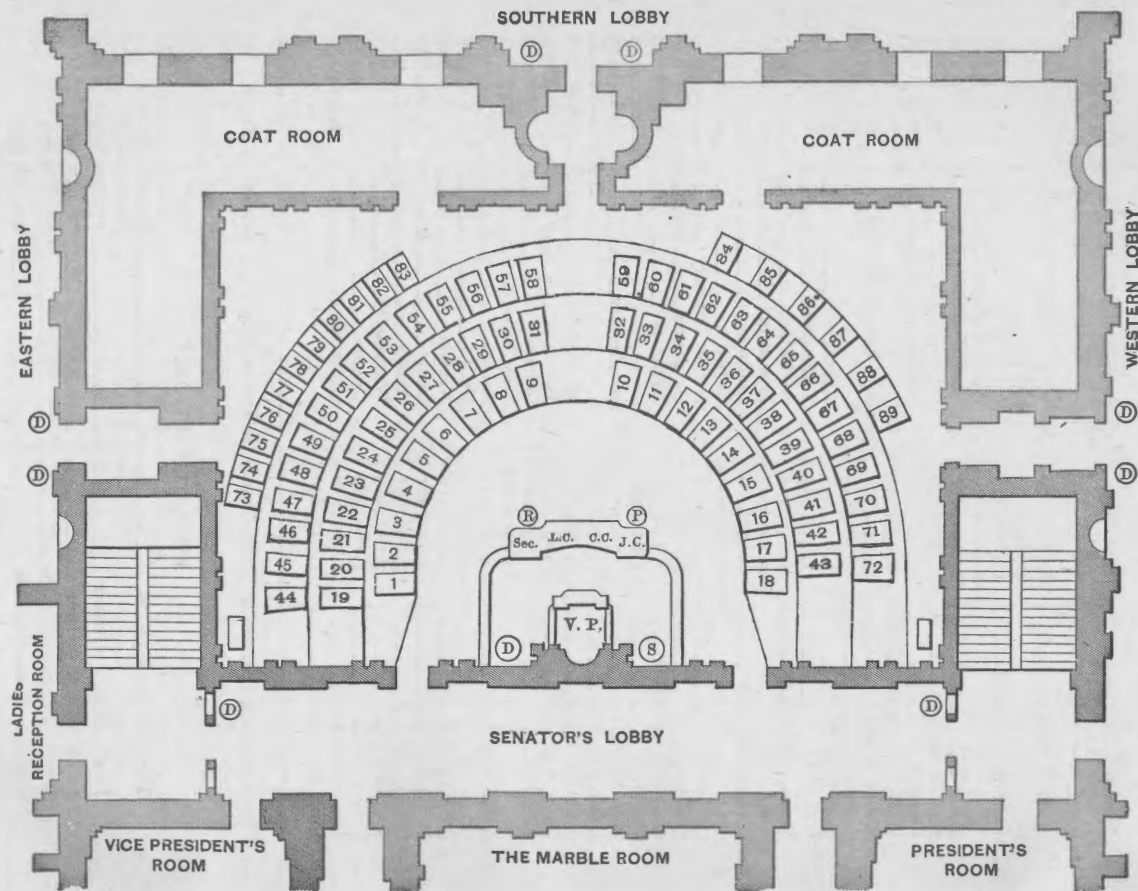 SOUTHERN LOBBY
D D
COAT ROOM
COAT ROOM
EASTERN LOBBY
WESTERN LOBBY
73 74 75 76 77 78 79 80 81 82 83
84 85 86 87 88 89
44 45 46 47 48 49 50 51 52 53 54 55 56 57 58
59 60 61 62 63 64 65 66 67 68 69 70 71 72
19 20 21 22 23 24 25 26 27 28 29 30 31
32 33 34 35 36 37 38 39 40 41 42 43
1 2 3 4 5 6 7 8 9
10 11 12 13 14 15 16 17 18
D
D
D
D
R P
Sec. J.C. C.C. J.C.
V. P.
D S
D
D
LADIES
RECEPTION ROOM
SENATOR'S LOBBY
VICE PRESIDENT'S
ROOM
THE MARBLE ROOM
PRESIDENT'S
ROOM